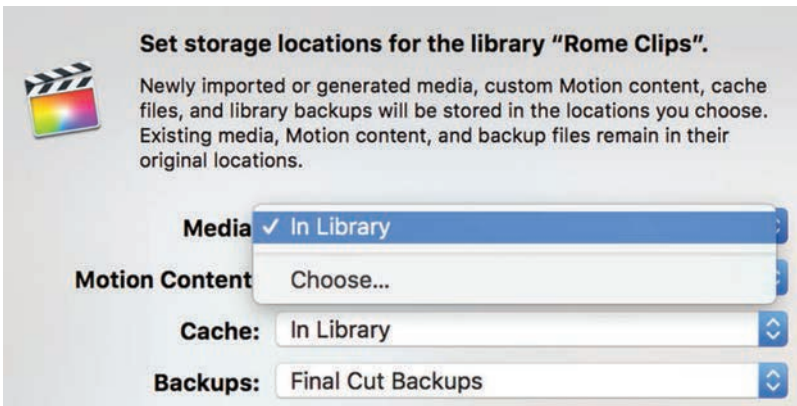 Set storage locations for the library “Rome Clips”.
Newly imported or generated media, custom Motion content, cache
files, and library backups will be stored in the locations you choose.
Existing media, Motion content, and backup files remain in their
original locations.
Media ✓ In Library
Motion Content Choose...
Cache: In Library
Backups: Final Cut Backups